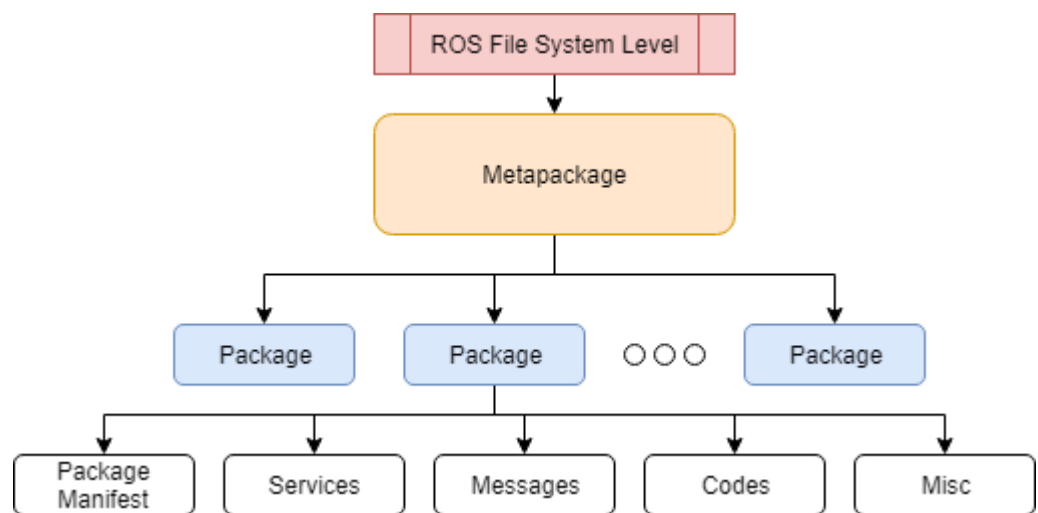 ROS File System Level
Metapackage
Package
Package
Package
Package
Manifest
Services
Messages
Codes
Misc